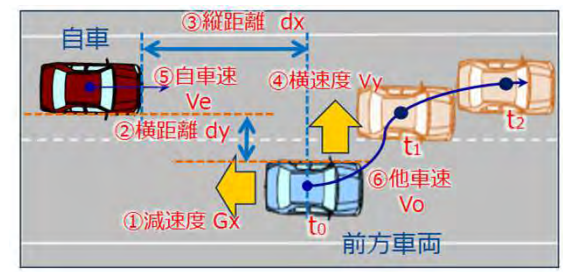 ③縦距離 dx
自車
⑤自車速
Ve
④横速度 Vy
②横距離 dy
t1
t2
⑥他車速
Vo
①減速度 Gx
t0
前方車両